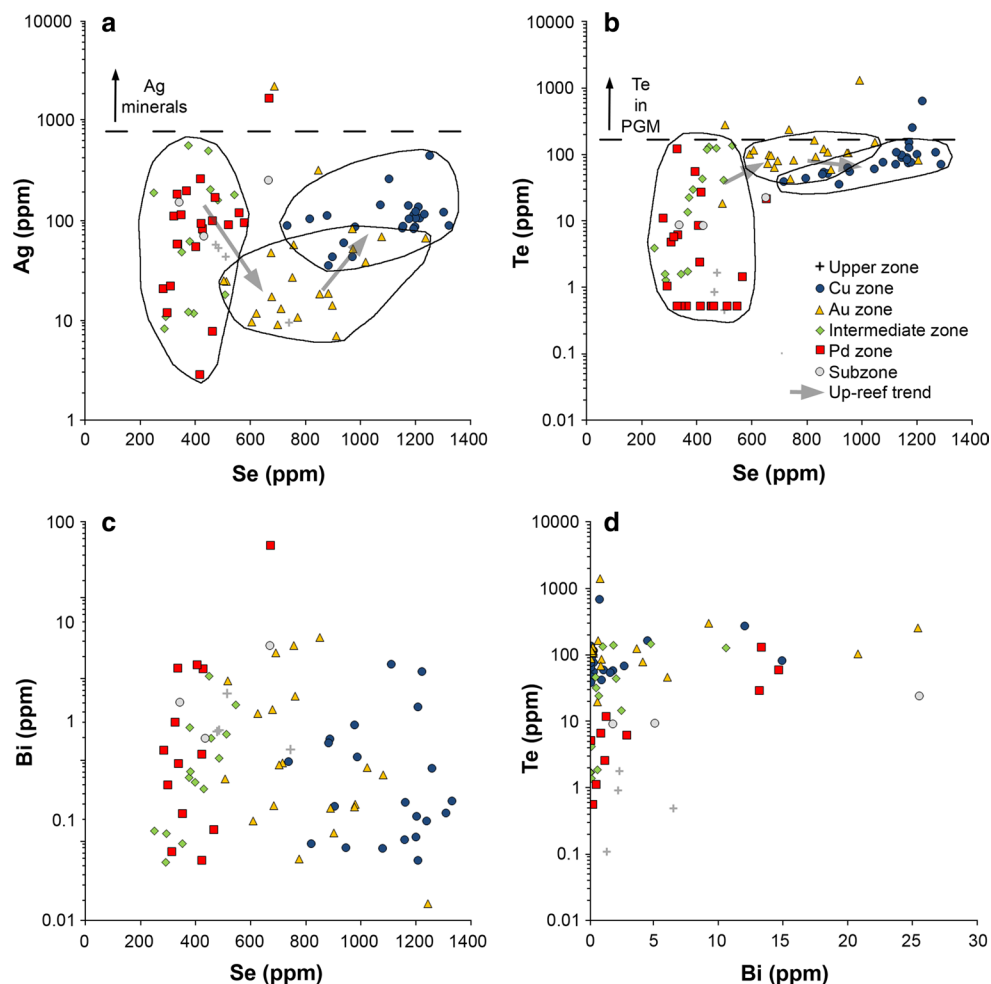 a
10000
1000
100
10
1
Ag (ppm)
Ag
minerals
0 200 400 600 800 1000 1200 1400
Se (ppm)
b
10000
1000
100
10
1
0.1
0.01
Te (ppm)
Te
in
PGM
Upper zone
Cu zone
Au zone
Intermediate zone
Pd zone
Subzone
Up-reef trend
0 200 400 600 800 1000 1200 1400
Se (ppm)
c
100
10
1
0.1
0.01
Bi (ppm)
0 200 400 600 800 1000 1200 1400
Se (ppm)
d
10000
1000
100
10
1
0.1
0.01
Te (ppm)
0 5 10 15 20 25 30
Bi (ppm)